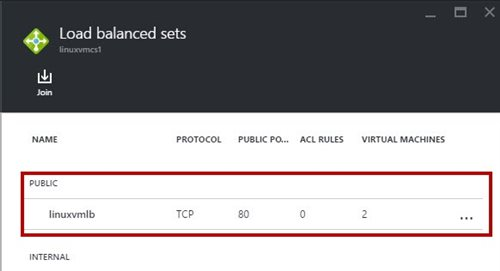 Load balanced sets
linuxvmcs1
Join
NAME PROTOCOL PUBLIC PO... ACL RULES VIRTUAL MACHINES
PUBLIC
linuxvmlb TCP 80 0 2 ...
INTERNAL